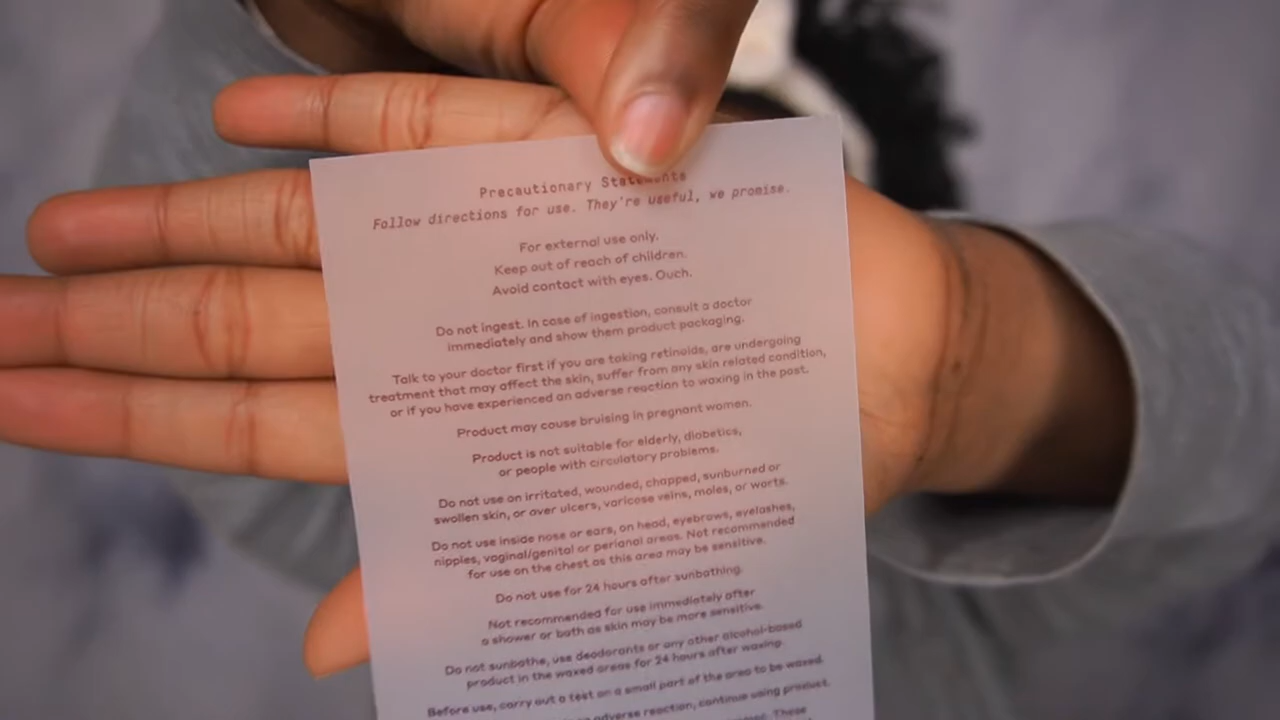 Precautionary Statements
Follow directions for use. They're useful, we promise.
For external use only.
Keep out of reach of children.
Avoid contact with eyes. Ouch.
Do not ingest. In case of ingestion, consult a doctor
immediately and show them product packaging.
Talk to your doctor first if you are taking retinoids, are undergoing
treatment that may affect the skin, suffer from any skin related condition,
or if you have experienced an adverse reaction to waxing in the past.
Product may cause bruising in pregnant women.
Product is not suitable for elderly, diabetics,
or people with circulatory problems.
Do not use on irritated, wounded, chapped, sunburned or
swollen skin, or over ulcers, varicose veins, moles, or warts.
Do not use inside nose or ears, on head, eyebrows, eyelashes,
nipples, vaginal/genital or perianal areas. Not recommended
for use on the chest as this area may be sensitive.
Do not use for 24 hours after sunbathing.
Not recommended for use immediately after
a shower or bath as skin may be more sensitive.
Do not sunbathe, use deodorants or any other alcohol-based
product in the waxed areas for 24 hours after waxing.
Before use, carry out a test on a small part of the area to be waxed.
adverse reaction, continue using product.
These